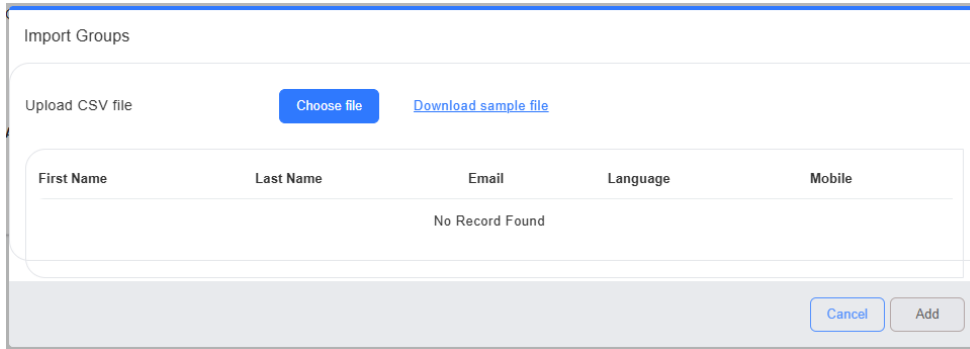 Import Groups
Upload CSV file Choose file Download sample file
First Name Last Name Email Language Mobile
No Record Found
Cancel Add